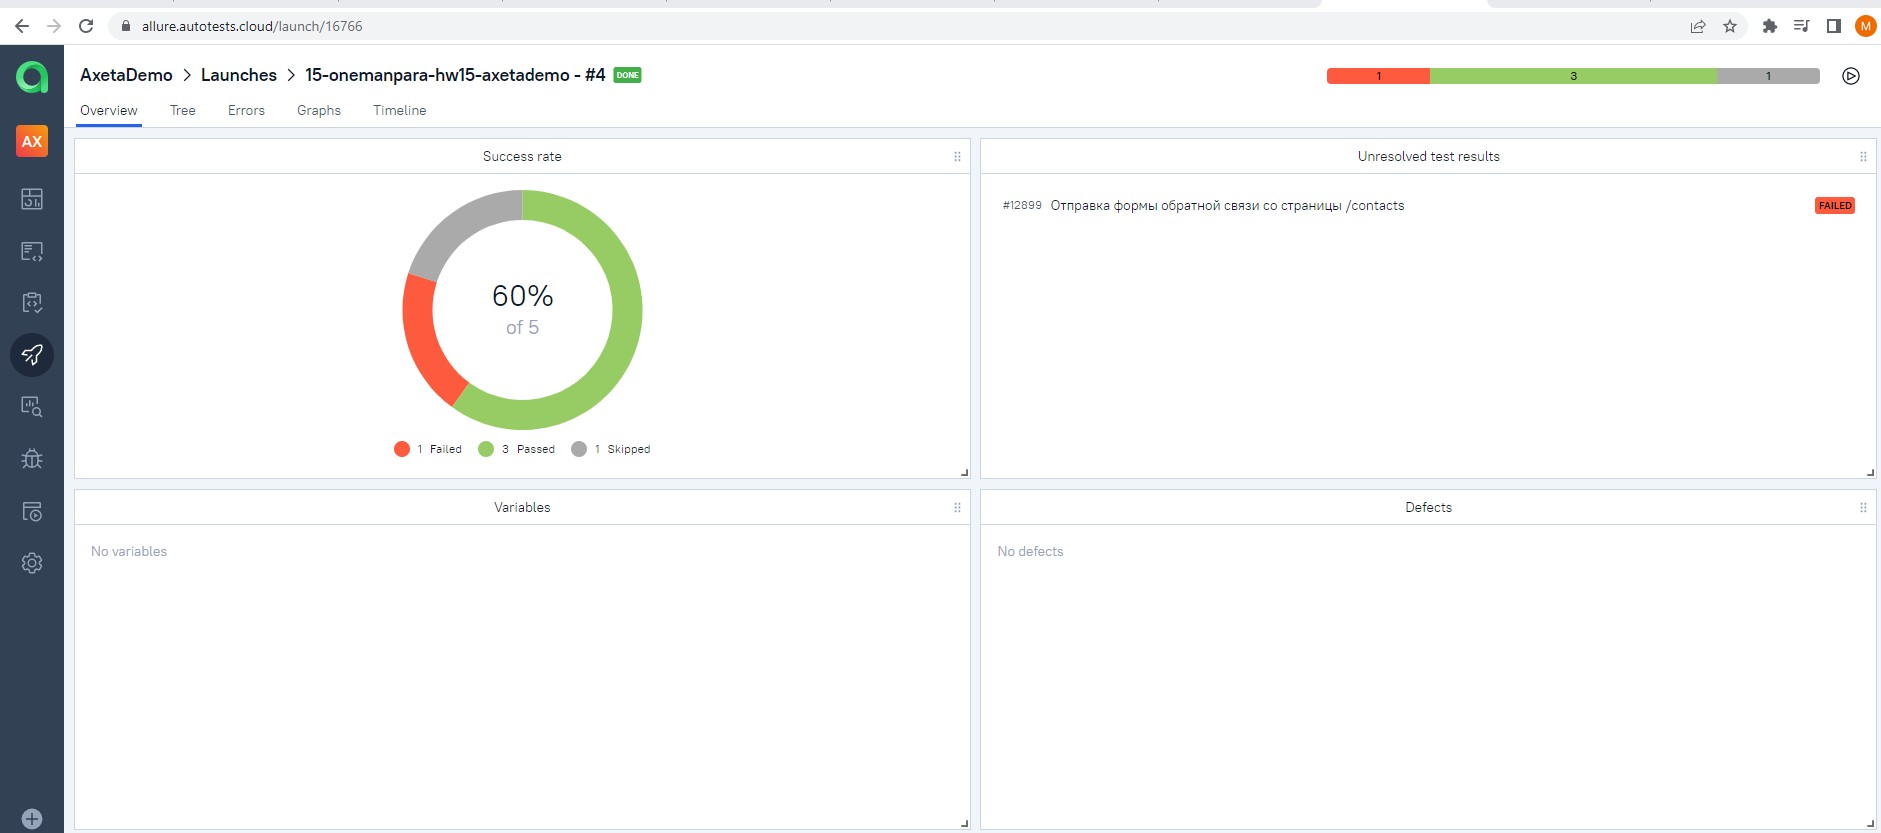 allure.autotests.cloud/launch/16766
M
AxetaDemo > Launches > 15-onemanpara-hw15-axetademo - #4 DONE
1 3 1
Overview Tree Errors Graphs Timeline
AX
Success rate
60%
of 5
1 Failed 3 Passed 1 Skipped
Unresolved test results
#12899 Отправка формы обратной связи со страницы /contacts FAILED
Variables
No variables
Defects
No defects